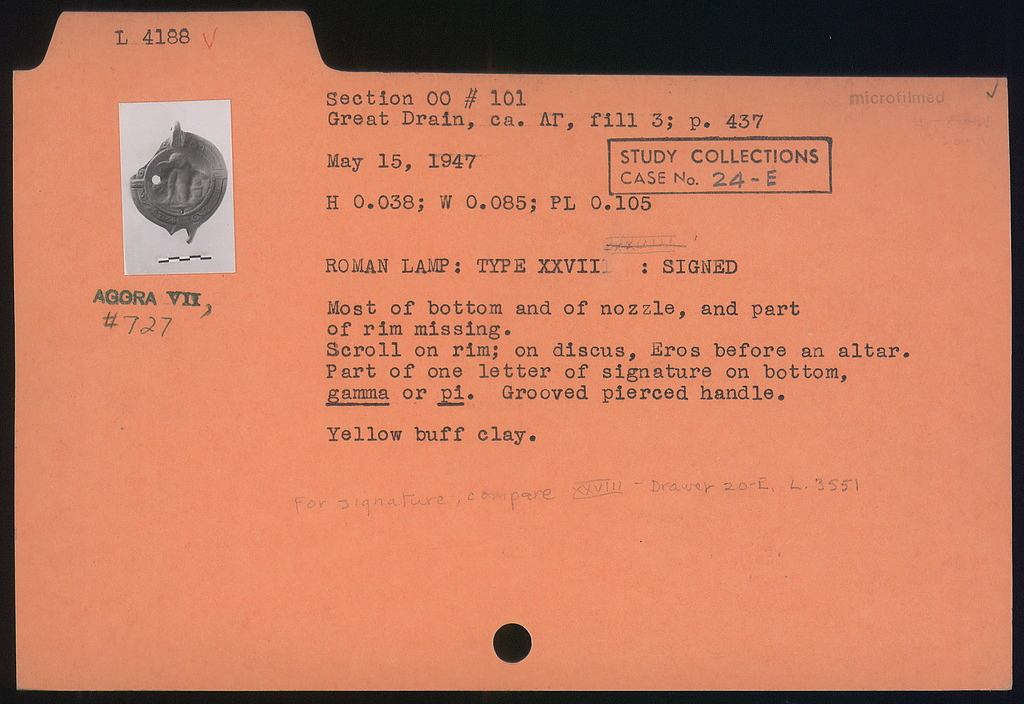 L 4188 √
Section OO # 101
microfilmed ✓
Great Drain, ca. ΛΓ, fill 3; p. 437
May 15, 1947
STUDY COLLECTIONS
CASE No. 24-E
H 0.038; W 0.085; PL 0.105
ROMAN LAMP: TYPE XXVII : SIGNED
AGORA VII,
#727
Most of bottom and of nozzle, and part
of rim missing.
Scroll on rim; on discus, Eros before an altar.
Part of one letter of signature on bottom,
gamma or pi. Grooved pierced handle.
Yellow buff clay.
For signature, compare XXVIII - Drawer 20-E, L. 3551